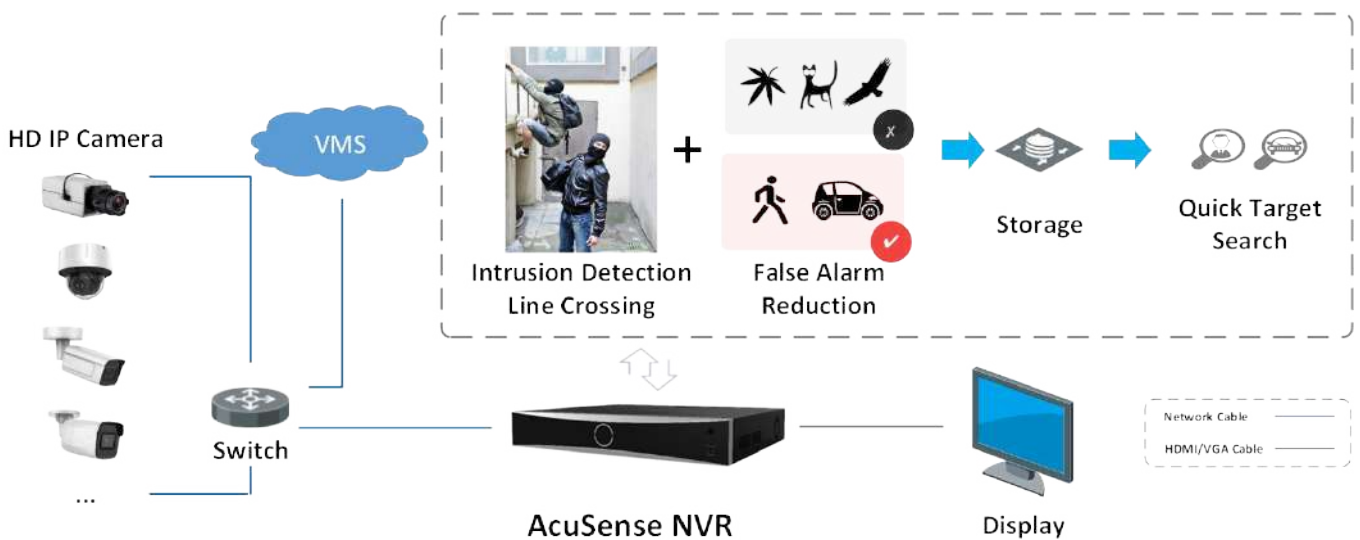 HD IP Camera
VMS
Intrusion Detection
Line Crossing
+
False Alarm
Reduction
Storage
Quick Target
Search
Switch
...
AcuSense NVR
Display
Network Cable
HDMI/VGA Cable